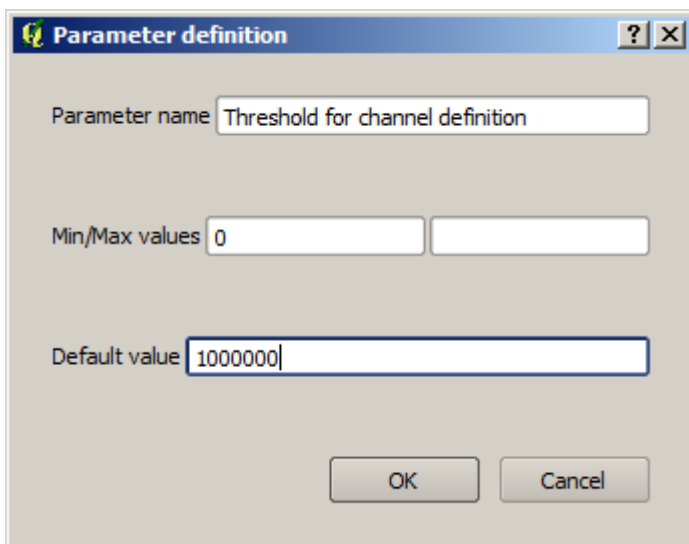 Parameter definition
Parameter name Threshold for channel definition
Min/Max values 0
Default value 1000000
OK Cancel